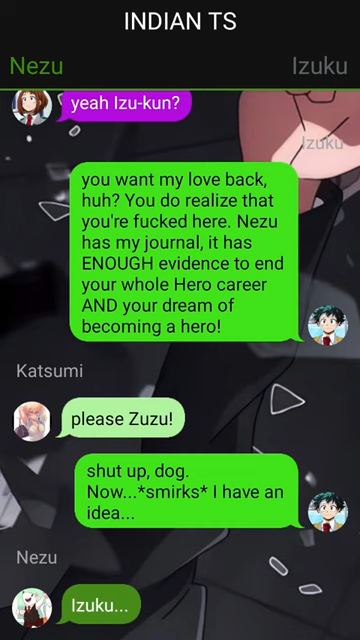 INDIAN TS
Nezu
Izuku
yeah Izu-kun?
Izuku
you want my love back,
huh? You do realize that
you're fucked here. Nezu
has my journal, it has
ENOUGH evidence to end
your whole Hero career
AND your dream of
becoming a hero!
Katsumi
please Zuzu!
shut up, dog.
Now...*smirks* I have an
idea...
Nezu
Izuku...